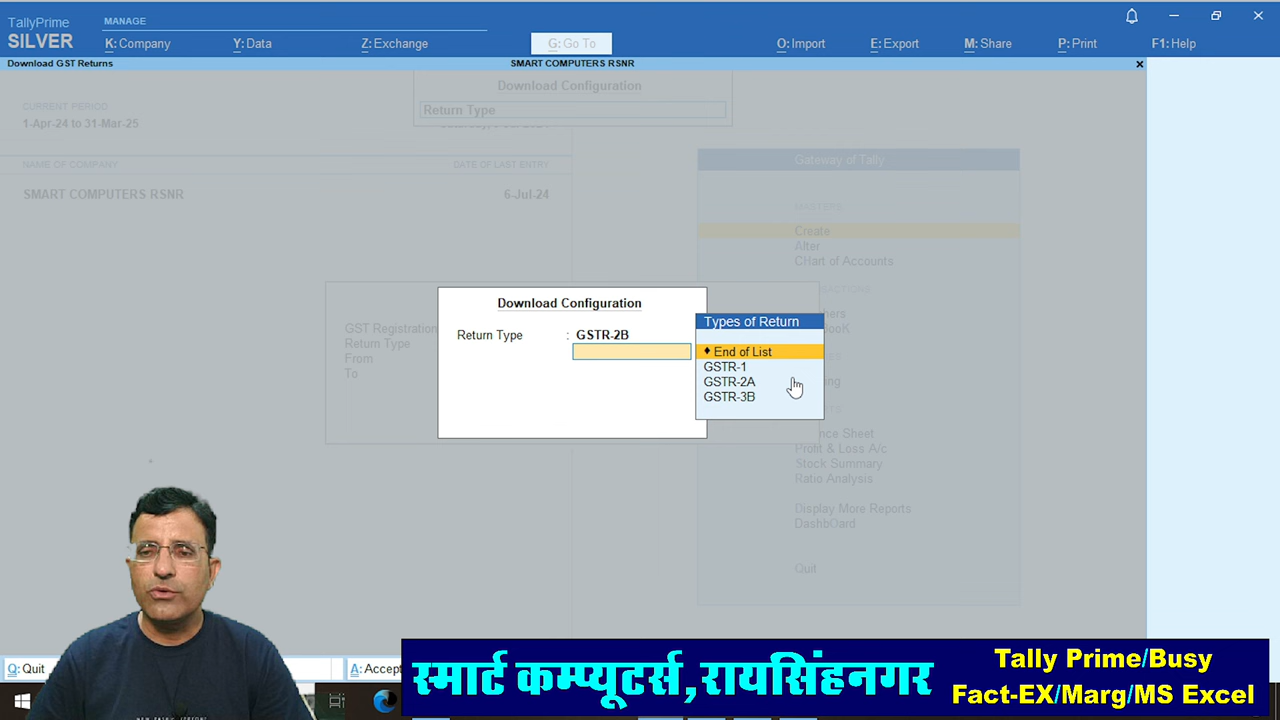 TallyPrime
SILVER
MANAGE
K: Company
Y: Data
Z: Exchange
G: Go To
O: Import
E: Export
M: Share
P: Print
F1: Help
Download GST Returns
SMART COMPUTERS RSNR
Download Configuration
Return Type
CURRENT PERIOD
1-Apr-24 to 31-Mar-25
NAME OF COMPANY
DATE OF LAST ENTRY
SMART COMPUTERS RSNR
6-Jul-24
Gateway of Tally
MASTERS
Create
Alter
CHart of Accounts
GST Registration
Return Type
From
To
Download Configuration
Return Type : GSTR-2B
Types of Return
♦ End of List
GSTR-1
GSTR-2A
GSTR-3B
Profit & Loss A/c
Stock Summary
Ratio Analysis
Display More Reports
DashbOard
Quit
Q: Quit
A: Accept
स्मार्ट कम्प्यूटर्स,रायसिंहनगर
Tally Prime/Busy
Fact-EX/Marg/MS Excel